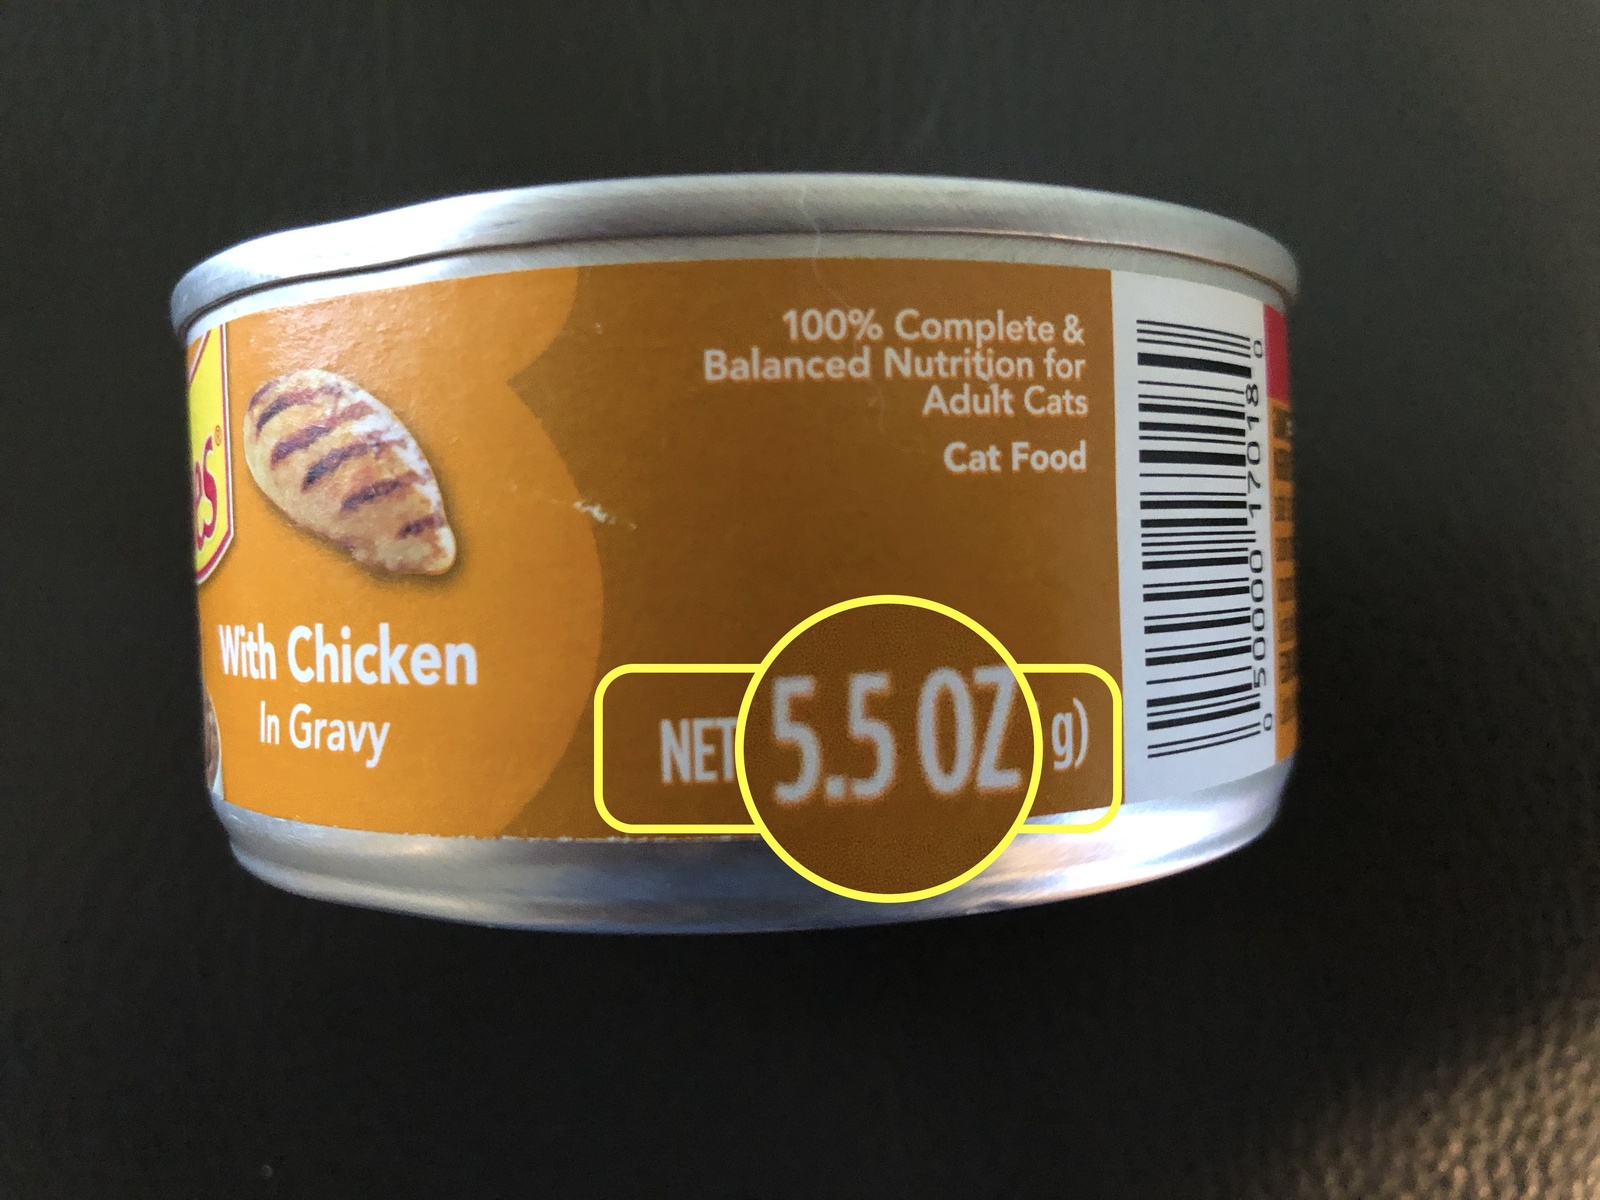 es®
With Chicken
In Gravy
100% Complete &
Balanced Nutrition for
Adult Cats
Cat Food
NET 5.5 OZ g)
0 50000 17018 0